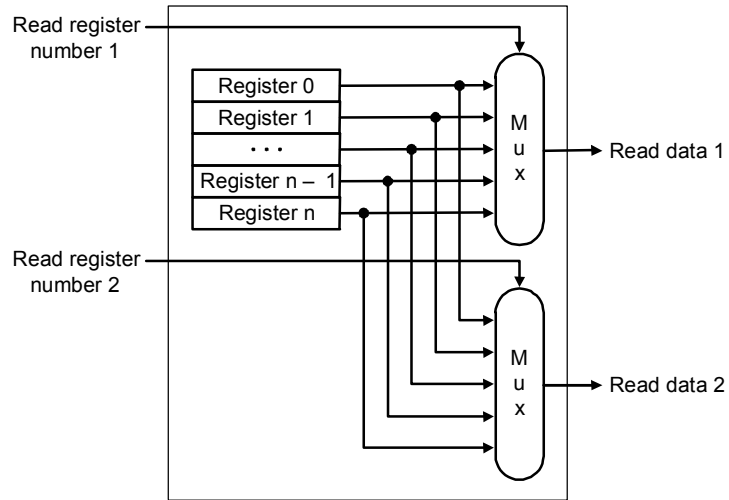 Read register
number 1
Register 0
Register 1
. . .
Register n – 1
Register n
M
u
x
Read data 1
Read register
number 2
M
u
x
Read data 2